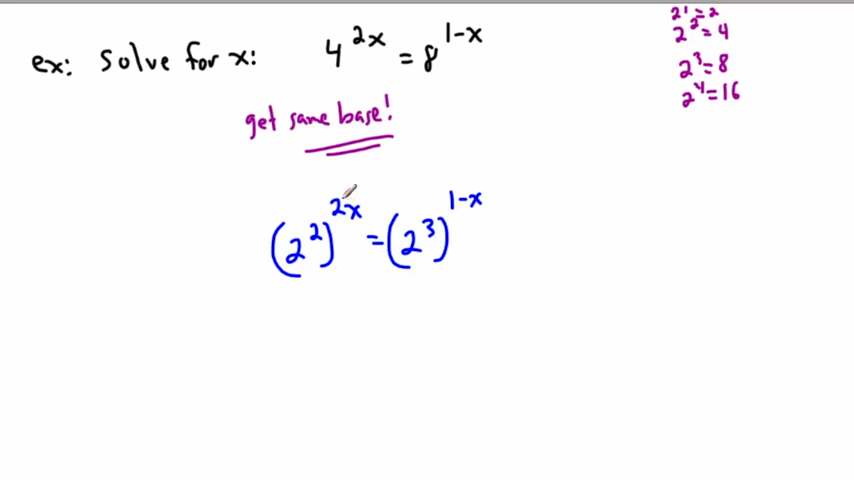 ex: solve for x: 4^{2x} = 8^{1-x}
get same base!
(2^2)^{2x} = (2^3)^{1-x}
2^1=2
2^2=4
2^3=8
2^4=16